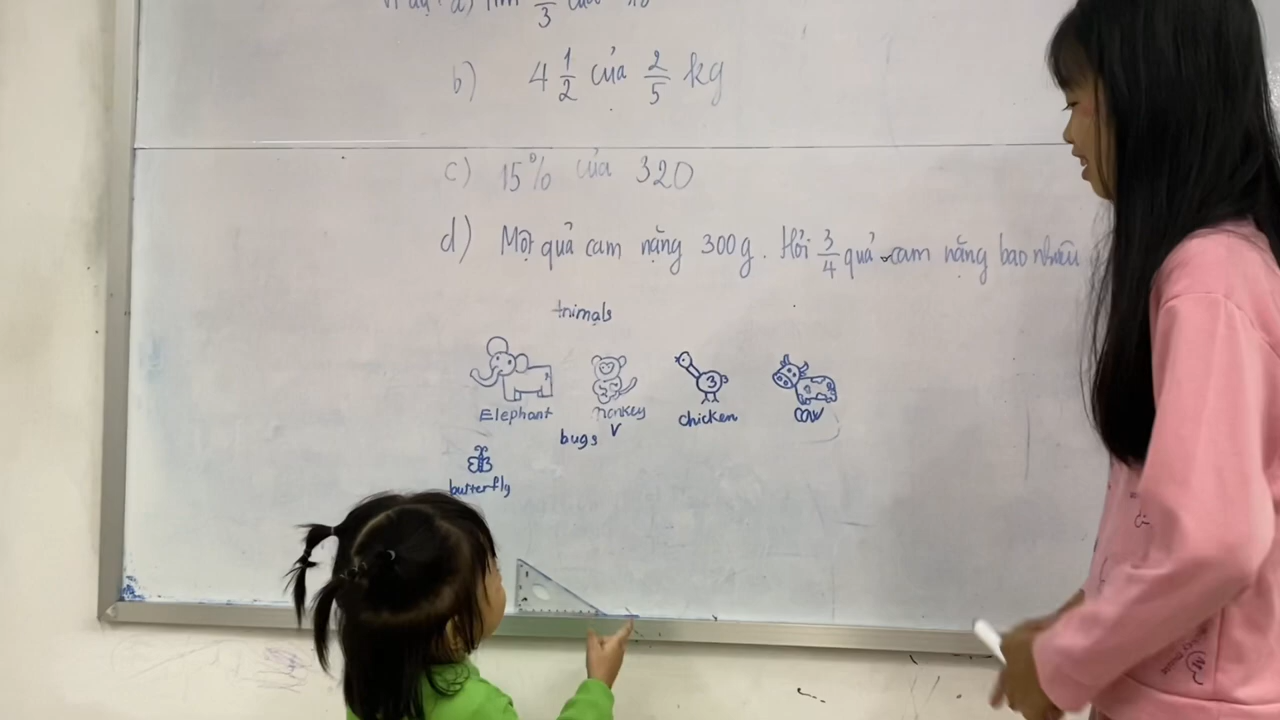 b) 4 1/2 của 2/5 kg
c) 15% của 320
d) Một quả cam nặng 300g. Hỏi 3/4 quả cam nặng bao nhiêu
Animals
Elephant monkey chicken cow
bugs
butterfly